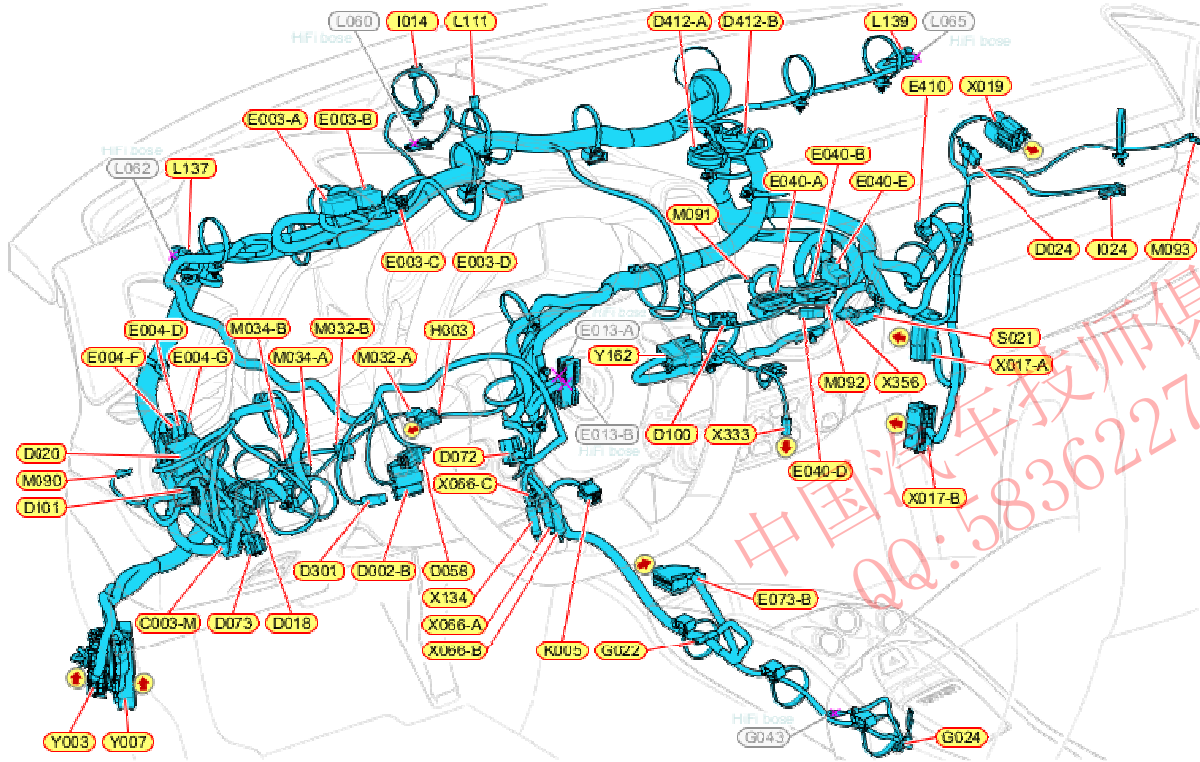 L060 I014 L111 D412-A D412-B L139 L065
HiFi bose HiFi bose
E410 X019
E003-A E003-B
HiFi bose
L062 L137
E040-B
E040-A E040-E
M091
E003-C E003-D
D024 I024 M093
E004-D M034-B M032-B H003
E013-A
E004-F E004-G M034-A M032-A
Y162
S021
X017-A
M092 X356
D020
M090
D101
D072
X066-C
E013-B
HiFi bose
D100 X333
E040-D
X017-B
D301 D002-B D058
X134
X066-A
X066-B
K005 G022
E073-B
C003-M D073 D018
HiFi bose
G043
G024
Y003 Y007
中国汽车技师俱
QQ:5836227